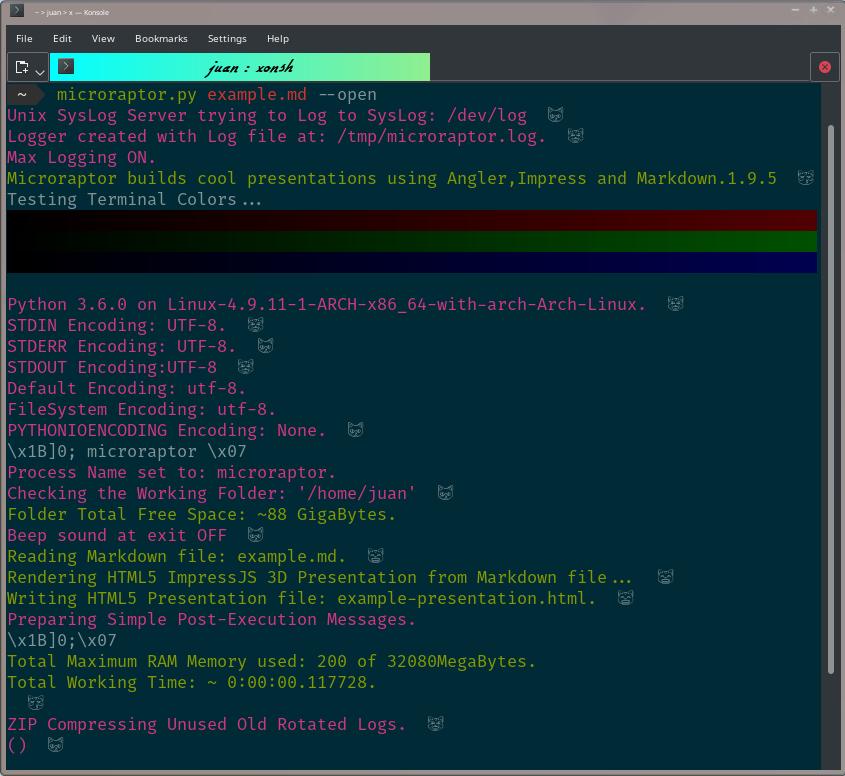 ~ > juan > x — Konsole
File Edit View Bookmarks Settings Help
juan : xonsh
~ microraptor.py example.md --open
Unix SysLog Server trying to Log to SysLog: /dev/log
Logger created with Log file at: /tmp/microraptor.log.
Max Logging ON.
Microraptor builds cool presentations using Angler,Impress and Markdown.1.9.5
Testing Terminal Colors...
Python 3.6.0 on Linux-4.9.11-1-ARCH-x86_64-with-arch-Arch-Linux.
STDIN Encoding: UTF-8.
STDERR Encoding: UTF-8.
STDOUT Encoding:UTF-8
Default Encoding: utf-8.
FileSystem Encoding: utf-8.
PYTHONIOENCODING Encoding: None.
\x1B]0; microraptor \x07
Process Name set to: microraptor.
Checking the Working Folder: '/home/juan'
Folder Total Free Space: ~88 GigaBytes.
Beep sound at exit OFF
Reading Markdown file: example.md.
Rendering HTML5 ImpressJS 3D Presentation from Markdown file...
Writing HTML5 Presentation file: example-presentation.html.
Preparing Simple Post-Execution Messages.
\x1B]0;\x07
Total Maximum RAM Memory used: 200 of 32080MegaBytes.
Total Working Time: ~ 0:00:00.117728.
ZIP Compressing Unused Old Rotated Logs.
()